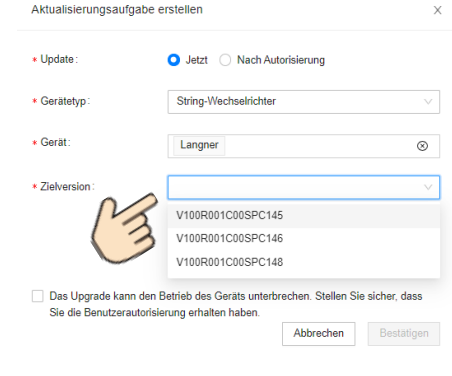 Aktualisierungsaufgabe erstellen
* Update:
Jetzt
Nach Autorisierung
* Gerätetyp:
String-Wechselrichter
* Gerät:
Langner
* Zielversion:
V100R001C00SPC145
V100R001C00SPC146
V100R001C00SPC148
Das Upgrade kann den Betrieb des Geräts unterbrechen. Stellen Sie sicher, dass
Sie die Benutzerautorisierung erhalten haben.
Abbrechen
Bestätigen